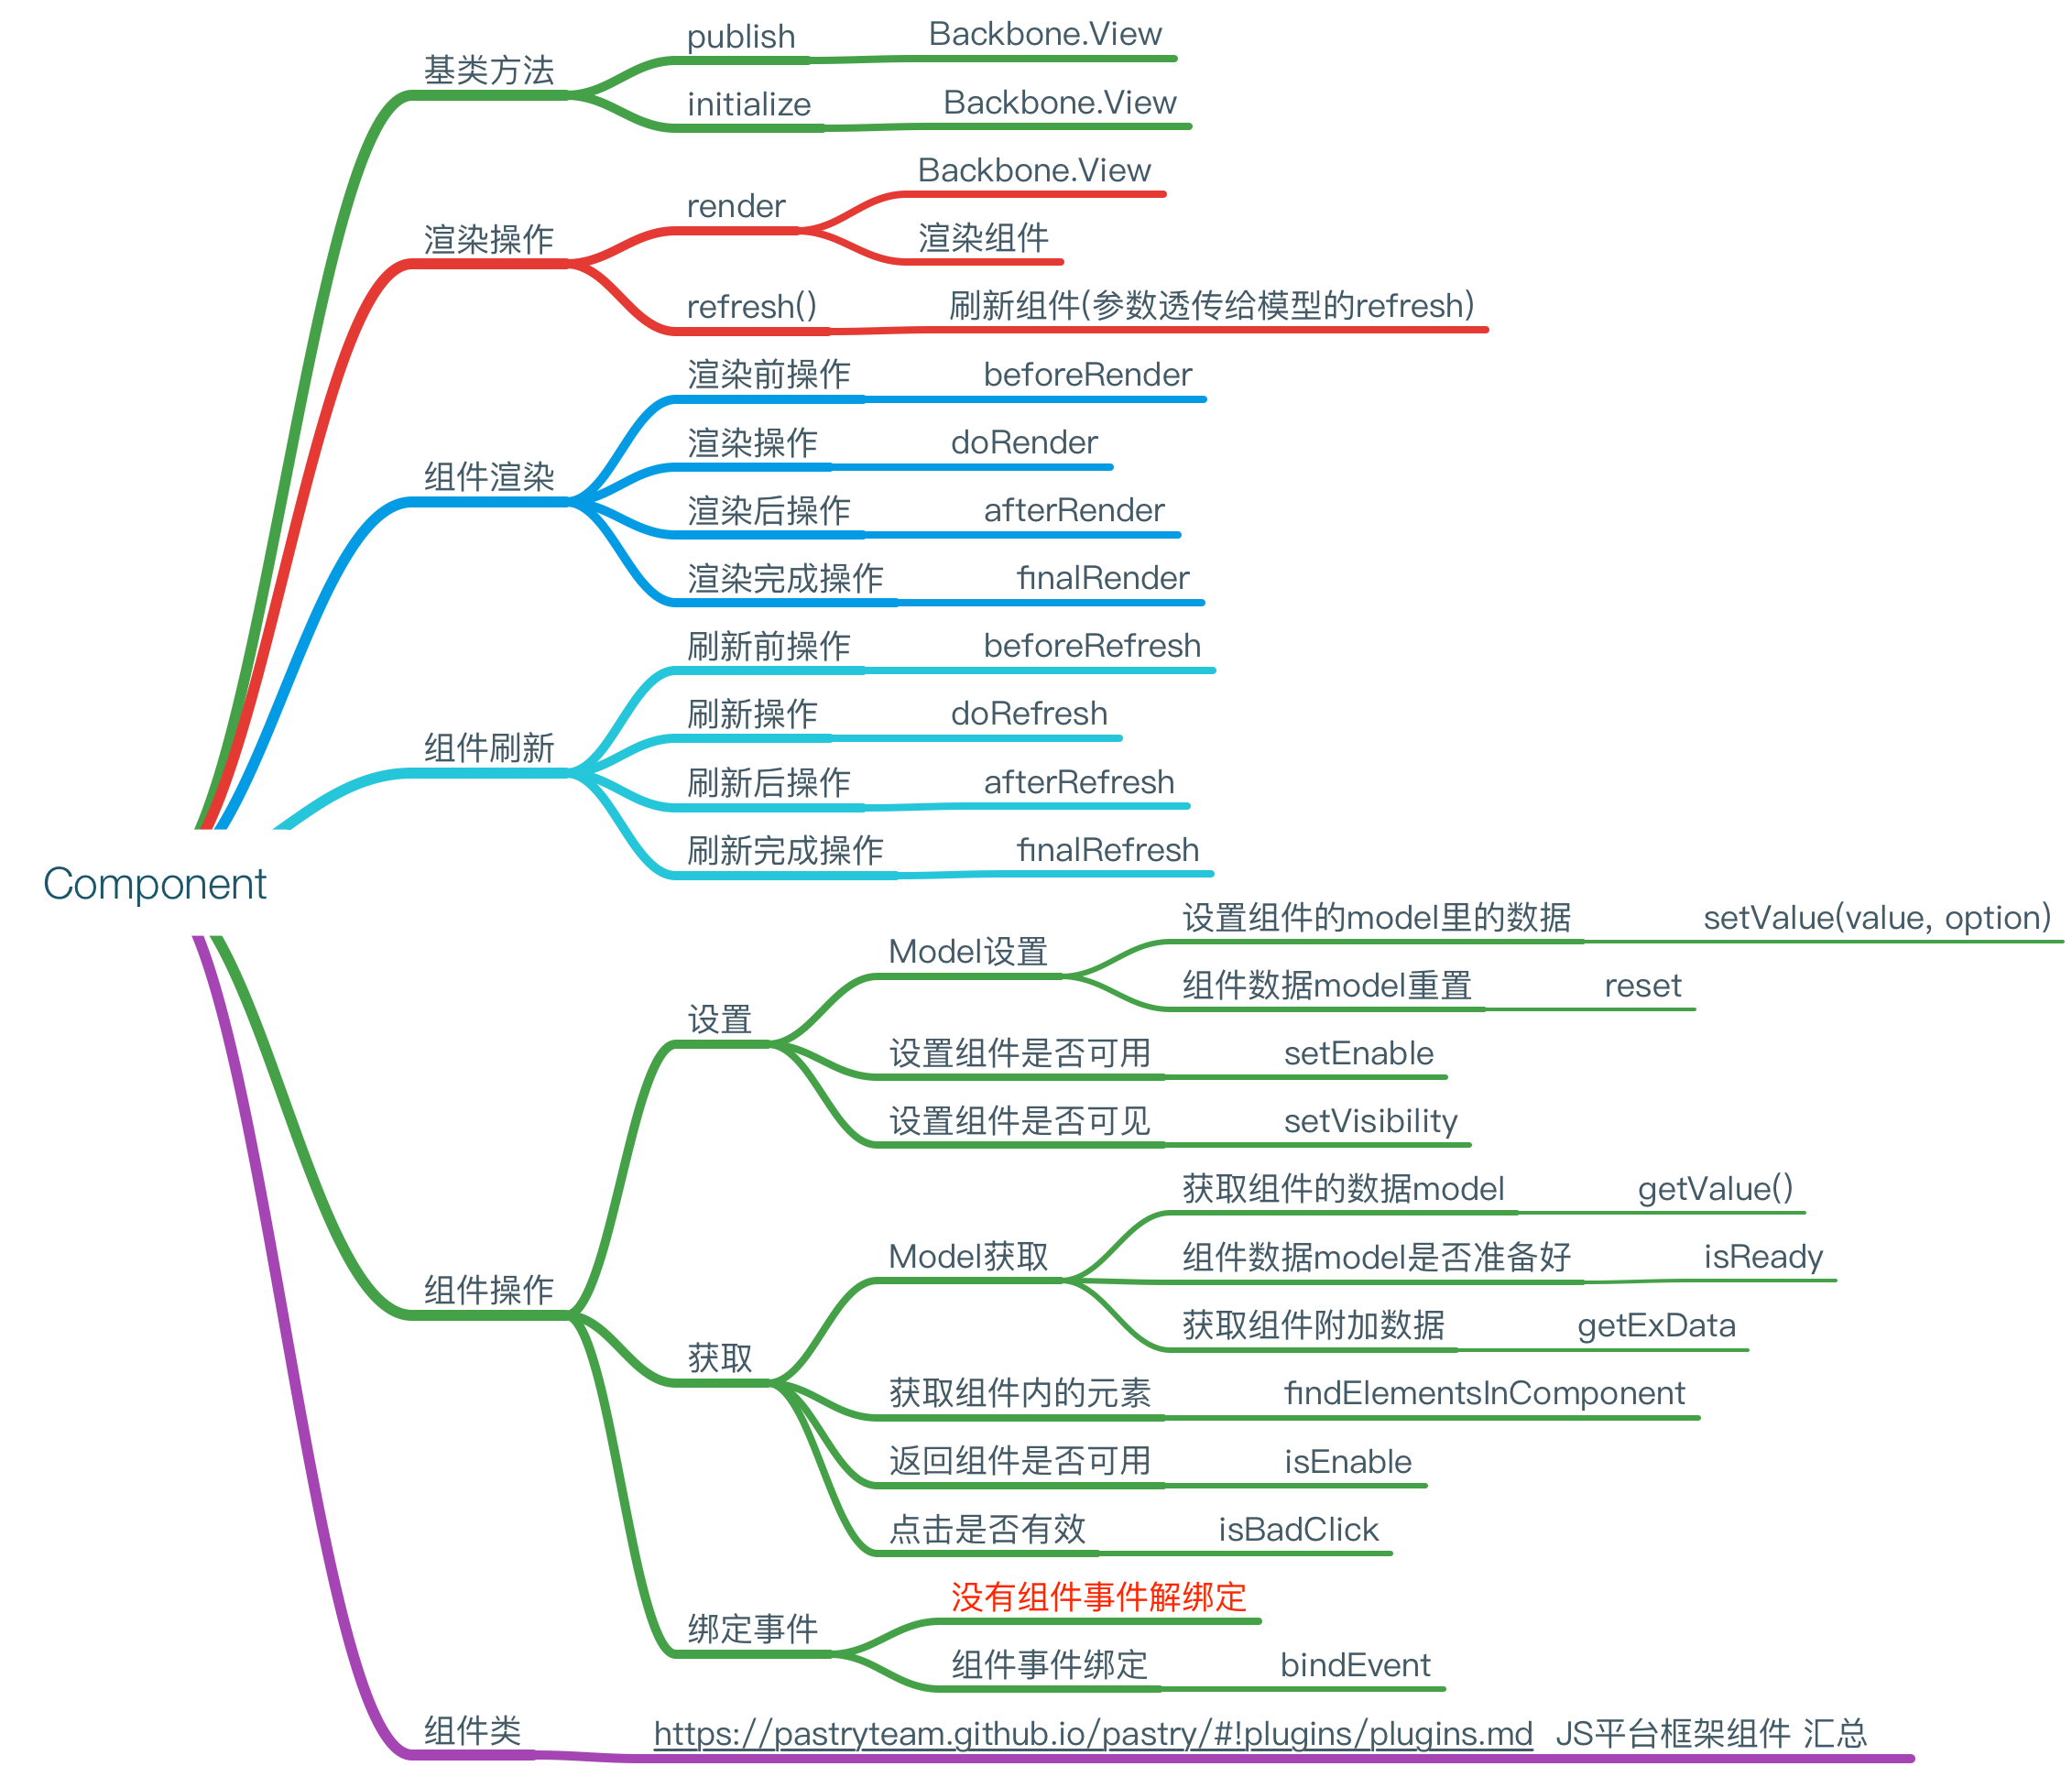 Component
基类方法
publish
Backbone.View
initialize
Backbone.View
渲染操作
render
Backbone.View
渲染组件
refresh()
刷新组件(参数透传给模型的refresh)
组件渲染
渲染前操作
beforeRender
渲染操作
doRender
渲染后操作
afterRender
渲染完成操作
finalRender
组件刷新
刷新前操作
beforeRefresh
刷新操作
doRefresh
刷新后操作
afterRefresh
刷新完成操作
finalRefresh
组件操作
设置
Model设置
设置组件的model里的数据
setValue(value, option)
组件数据model重置
reset
设置组件是否可用
setEnable
设置组件是否可见
setVisibility
获取
Model获取
获取组件的数据model
getValue()
组件数据model是否准备好
isReady
获取组件附加数据
getExData
获取组件内的元素
findElementsInComponent
返回组件是否可用
isEnable
点击是否有效
isBadClick
绑定事件
没有组件事件解绑定
组件事件绑定
bindEvent
组件类
https://pastryteam.github.io/pastry/#!plugins/plugins.md JS平台框架组件 汇总